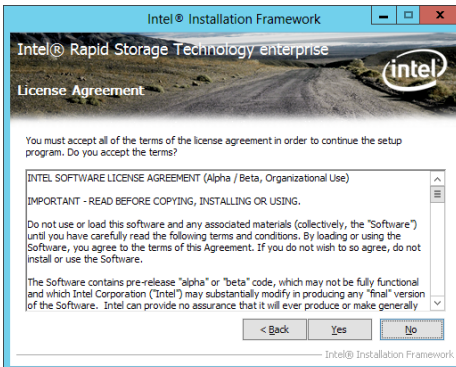 Intel® Installation Framework
Intel® Rapid Storage Technology enterprise
intel
License Agreement
You must accept all of the terms of the license agreement in order to continue the setup
program. Do you accept the terms?
INTEL SOFTWARE LICENSE AGREEMENT (Alpha / Beta, Organizational Use)
IMPORTANT - READ BEFORE COPYING, INSTALLING OR USING.
Do not use or load this software and any associated materials (collectively, the "Software")
until you have carefully read the following terms and conditions. By loading or using the
Software, you agree to the terms of this Agreement. If you do not wish to so agree, do not
install or use the Software.
The Software contains pre-release "alpha" or "beta" code, which may not be fully functional
and which Intel Corporation ("Intel") may substantially modify in producing any "final" version
of the Software.  Intel can provide no assurance that it will ever produce or make generally
< Back
Yes
No
Intel® Installation Framework